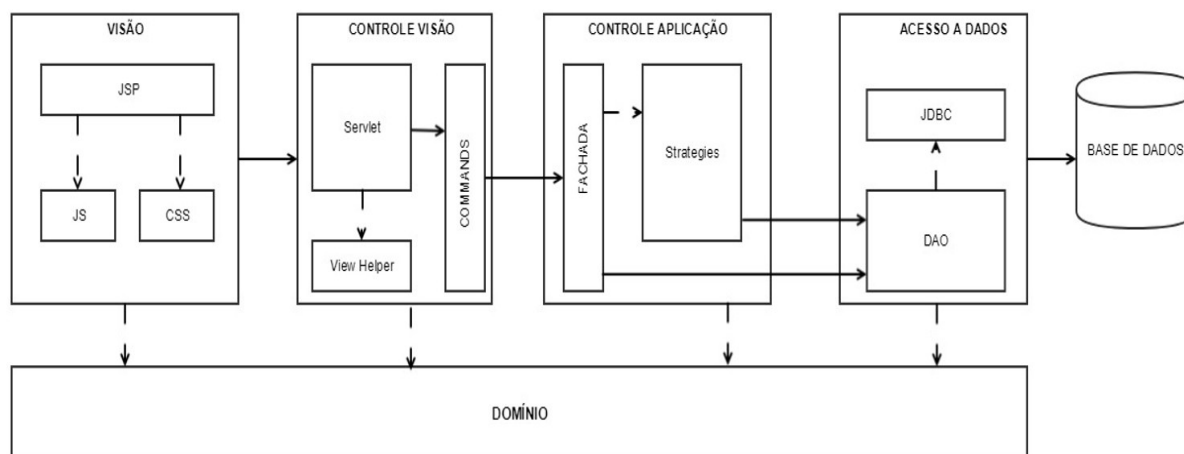 VISÃO
JSP
JS
CSS
CONTROLE VISÃO
Servlet
COMMANDS
View Helper
CONTROLE APLICAÇÃO
FACHADA
Strategies
ACESSO A DADOS
JDBC
DAO
BASE DE DADOS
DOMÍNIO